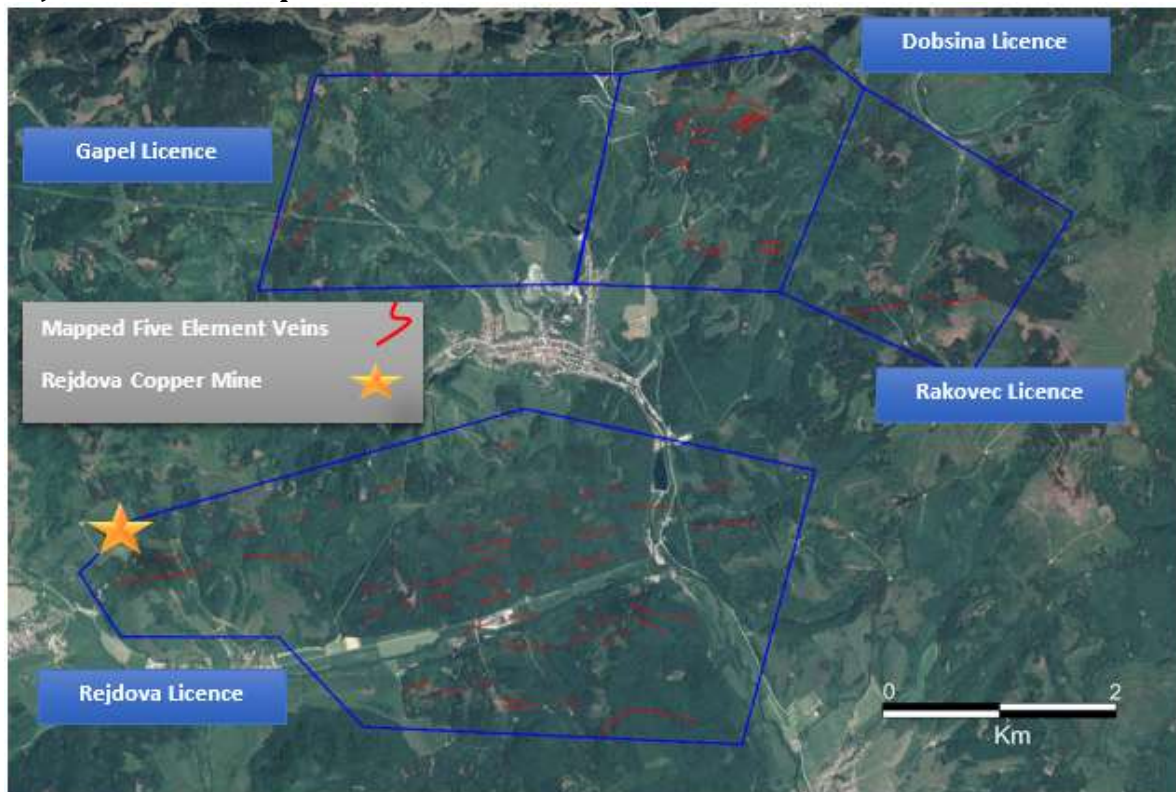 Dobsina Licence
Gapel Licence
Mapped Five Element Veins
Rejdova Copper Mine
Rakovec Licence
Rejdova Licence
0 2
Km